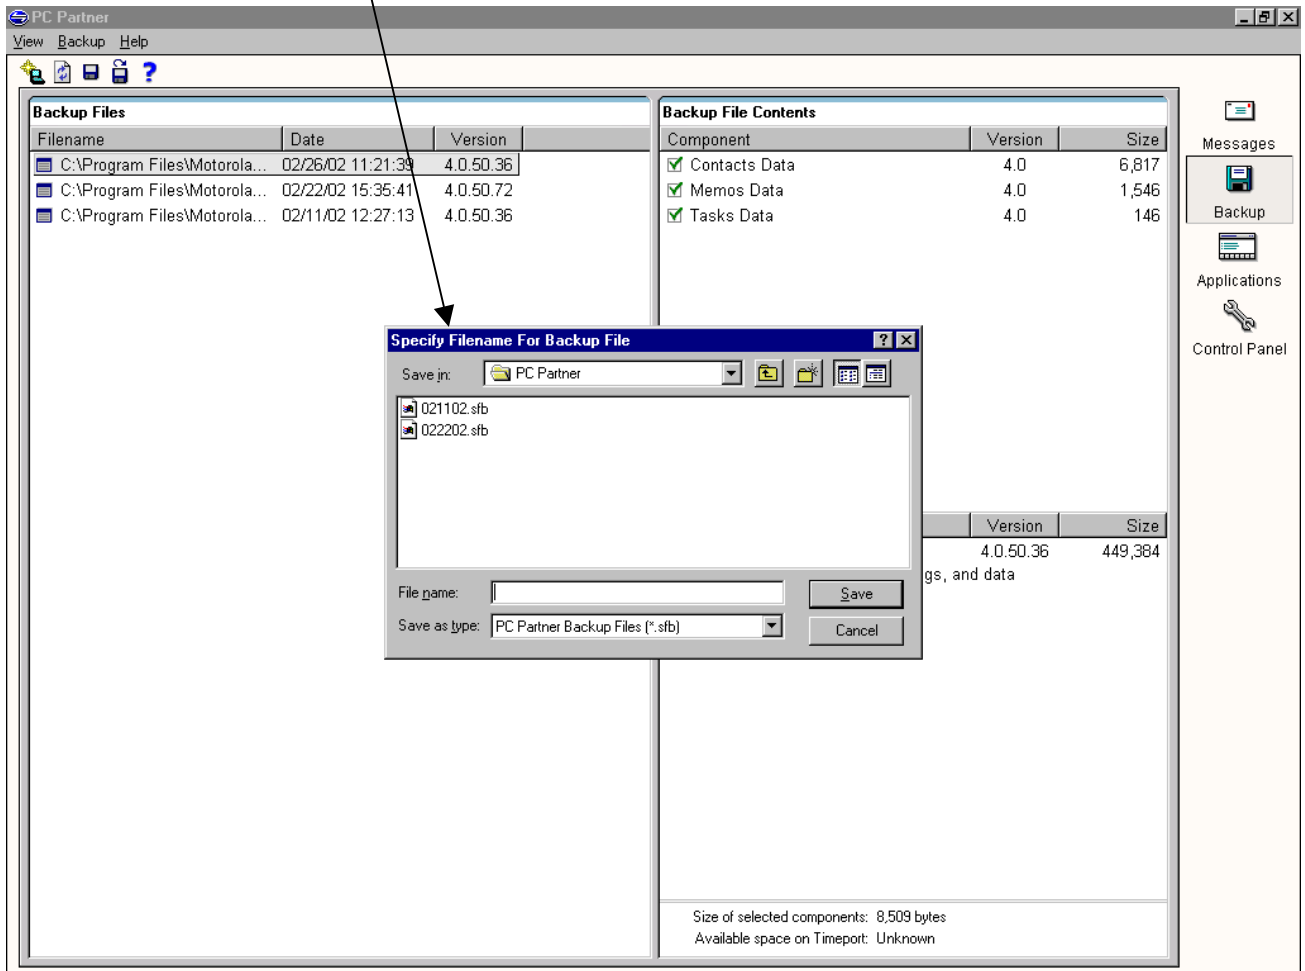 PC Partner
View Backup Help
Backup Files
Filename Date Version
C:\Program Files\Motorola... 02/26/02 11:21:39 4.0.50.36
C:\Program Files\Motorola... 02/22/02 15:35:41 4.0.50.72
C:\Program Files\Motorola... 02/11/02 12:27:13 4.0.50.36
Backup File Contents
Component Version Size
Contacts Data 4.0 6,817
Memos Data 4.0 1,546
Tasks Data 4.0 146
Messages
Backup
Applications
Control Panel
Specify Filename For Backup File
Save in: PC Partner
021102.sfb
022202.sfb
File name:
Save
Save as type: PC Partner Backup Files (*.sfb)
Cancel
Version Size
4.0.50.36 449,384
gs, and data
Size of selected components: 8,509 bytes
Available space on Timeport: Unknown